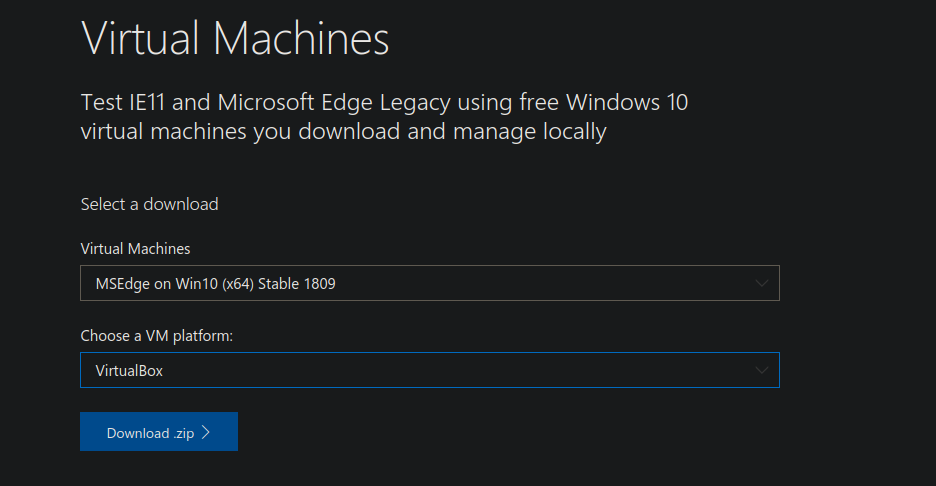 Virtual Machines
Test IE11 and Microsoft Edge Legacy using free Windows 10
virtual machines you download and manage locally
Select a download
Virtual Machines
MSEdge on Win10 (x64) Stable 1809
Choose a VM platform:
VirtualBox
Download .zip